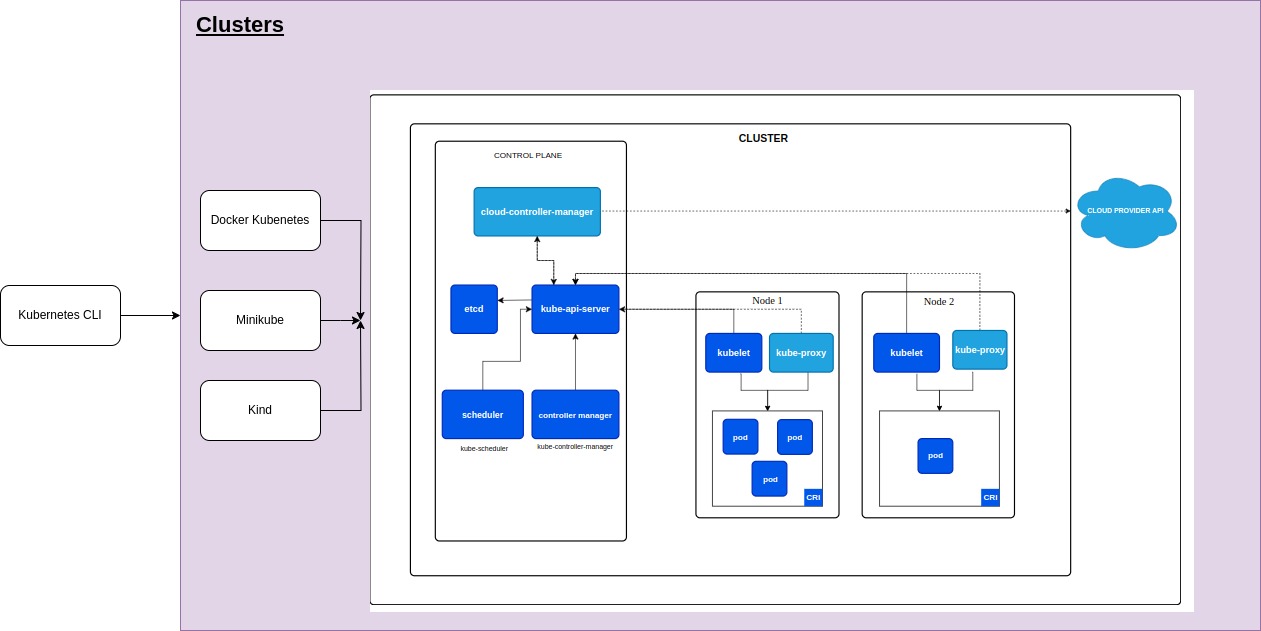 Clusters
Kubernetes CLI
Docker Kubenetes
Minikube
Kind
CLUSTER
CONTROL PLANE
cloud-controller-manager
CLOUD PROVIDER API
etcd
kube-api-server
scheduler
kube-scheduler
controller manager
kube-controller-manager
Node 1
kubelet
kube-proxy
pod
pod
pod
CRI
Node 2
kubelet
kube-proxy
pod
CRI